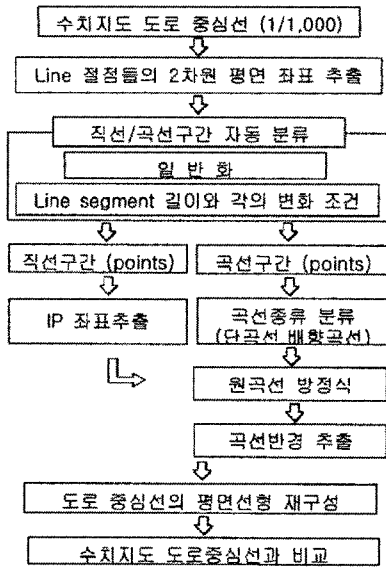 수치지도 도로 중심선 (1/1,000)
Line 절점들의 2차원 평면 좌표 추출
직선/곡선구간 자동 분류
일 반 화
Line segment 길이와 각의 변화 조건
직선구간 (points)
곡선구간 (points)
IP 좌표추출
곡선종류 분류
(단곡선 배향곡선)
원곡선 방정식
곡선반경 추출
도로 중심선의 평면선형 재구성
수치지도 도로중심선과 비교